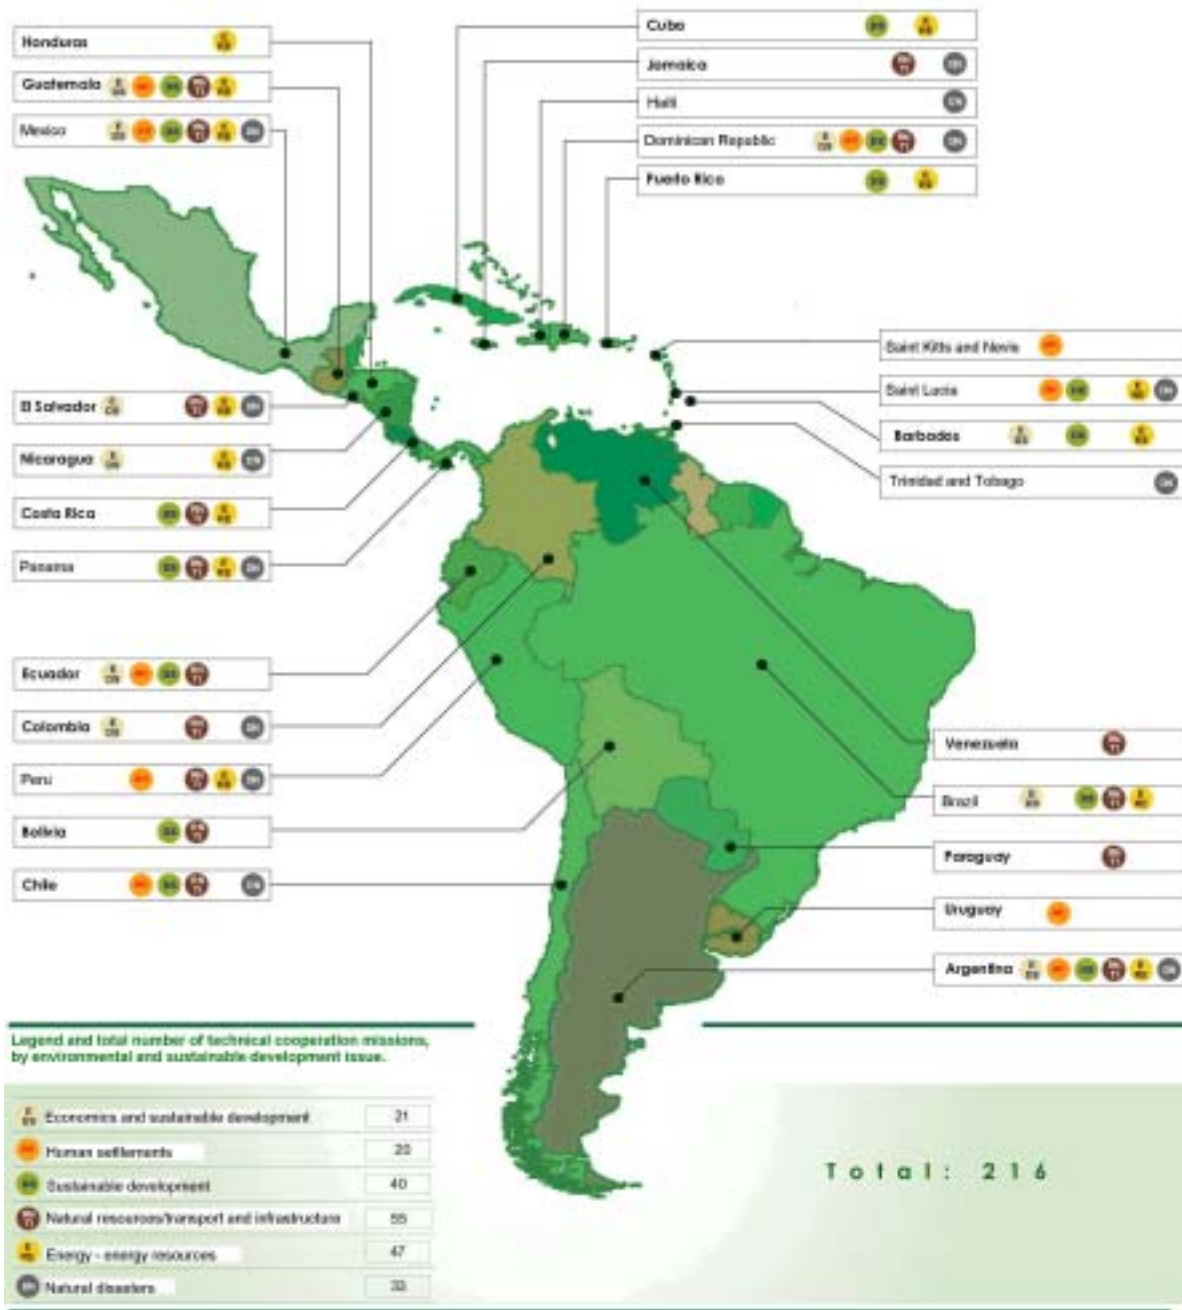 Honduras
Guatemala
Mexico
Cuba
Jamaica
Haiti
Dominican Republic
Puerto Rico
Saint Kitts and Nevis
Saint Lucia
Barbados
Trinidad and Tobago
El Salvador
Nicaragua
Costa Rica
Panama
Ecuador
Colombia
Peru
Bolivia
Chile
Venezuela
Brazil
Paraguay
Uruguay
Argentina
Legend and total number of technical cooperation missions,
by environmental and sustainable development issue.
Economics and sustainable development 21
Human settlements 20
Sustainable development 40
Natural resources/transport and infrastructure 55
Energy - energy resources 47
Natural disasters 33
Total: 216